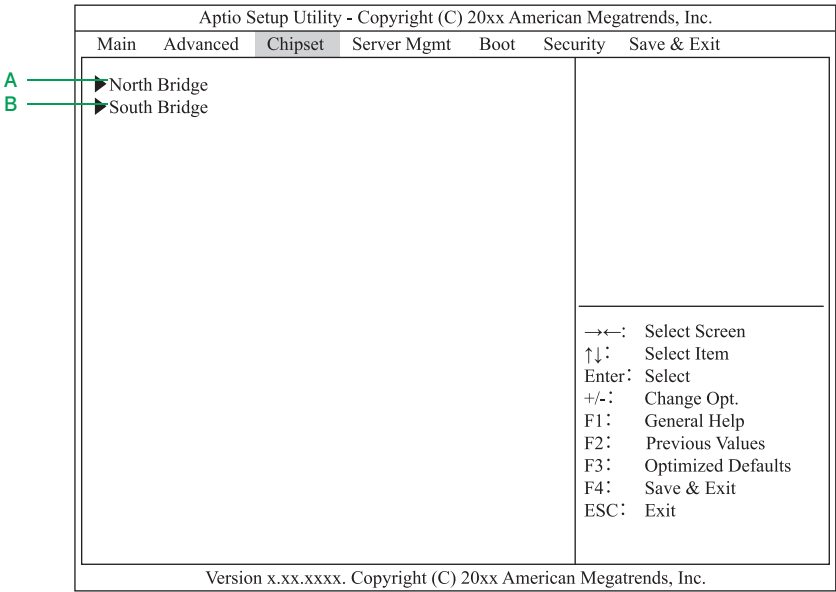 Aptio Setup Utility - Copyright (C) 20xx American Megatrends, Inc.
Main Advanced Chipset Server Mgmt Boot Security Save & Exit
A ▶North Bridge
B ▶South Bridge
→←: Select Screen
↑↓: Select Item
Enter: Select
+/-: Change Opt.
F1: General Help
F2: Previous Values
F3: Optimized Defaults
F4: Save & Exit
ESC: Exit
Version x.xx.xxxx. Copyright (C) 20xx American Megatrends, Inc.